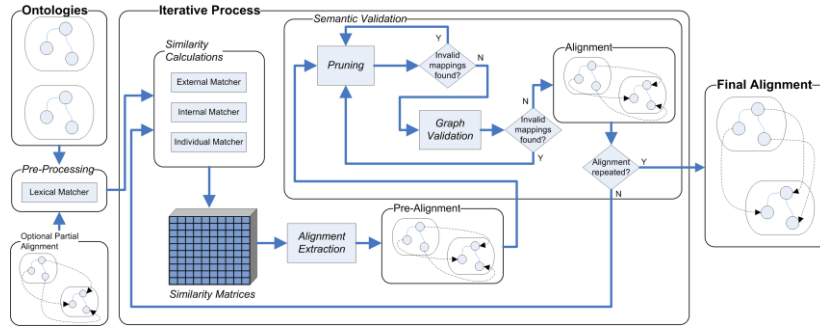 Ontologies
Pre-Processing
Lexical Matcher
Optional Partial
Alignment
Iterative Process
Similarity
Calculations
External Matcher
Internal Matcher
Individual Matcher
Similarity Matrices
Alignment
Extraction
Pre-Alignment
Semantic Validation
Pruning
Y
Invalid
mappings
found?
N
Graph
Validation
N
Invalid
mappings
found?
Y
Alignment
Alignment
repeated?
Y
N
Final Alignment